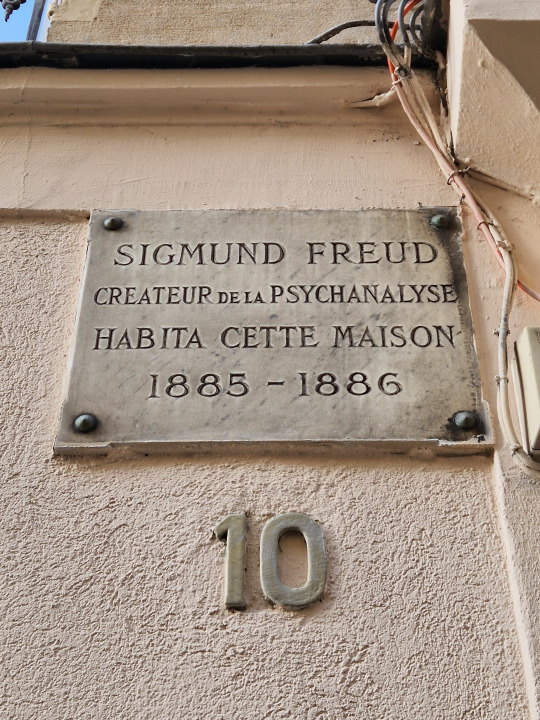 SIGMUND FREUD
CREATEUR DE LA PSYCHANALYSE
HABITA CETTE MAISON
1885 - 1886
10